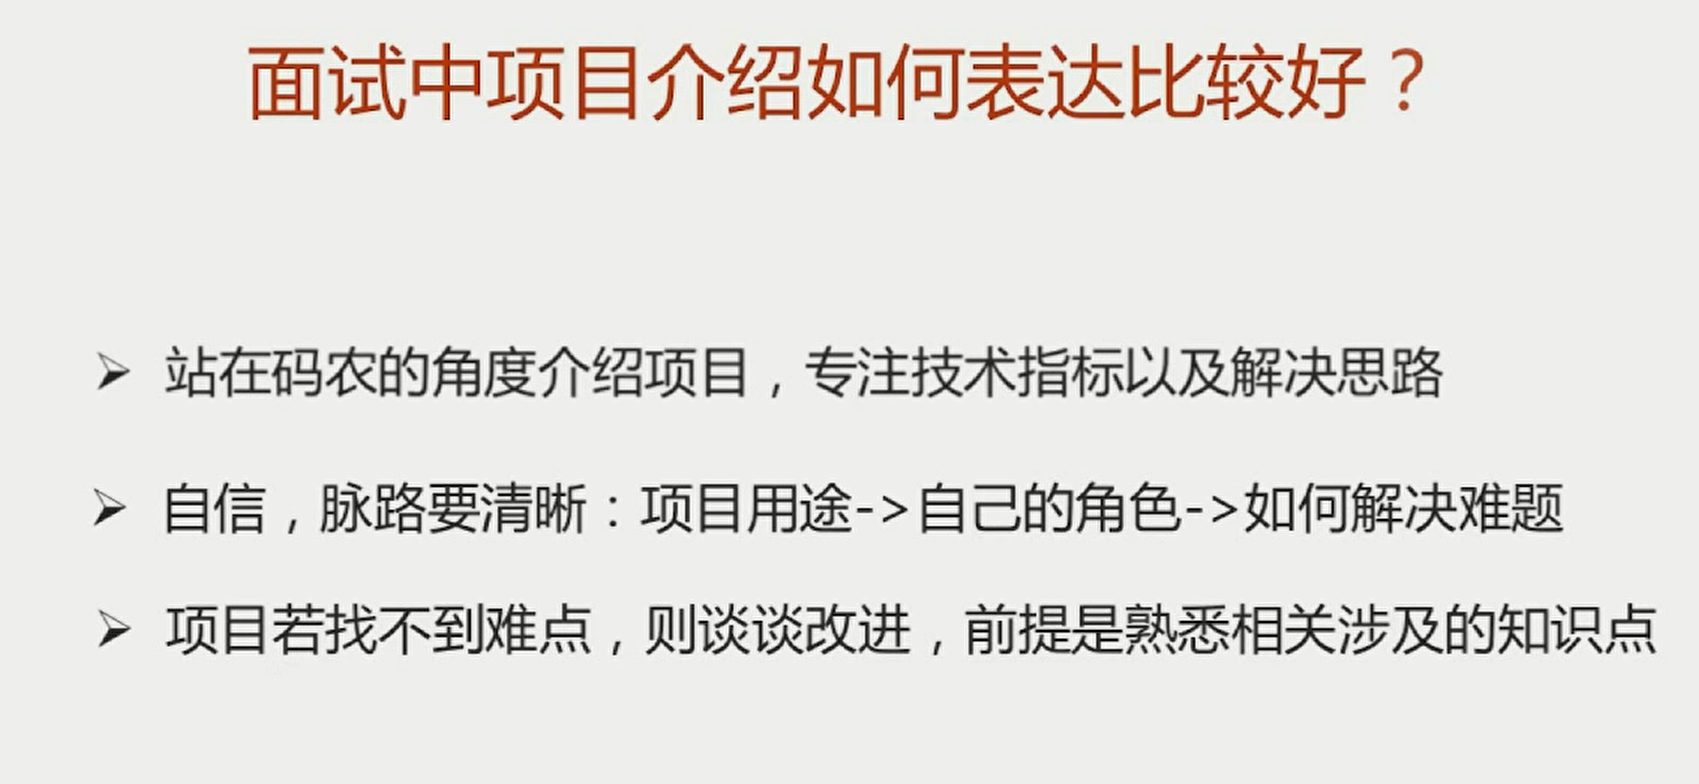 面试中项目介绍如何表达比较好？
➢ 站在码农的角度介绍项目，专注技术指标以及解决思路
➢ 自信，脉路要清晰：项目用途->自己的角色->如何解决难题
➢ 项目若找不到难点，则谈谈改进，前提是熟悉相关涉及的知识点